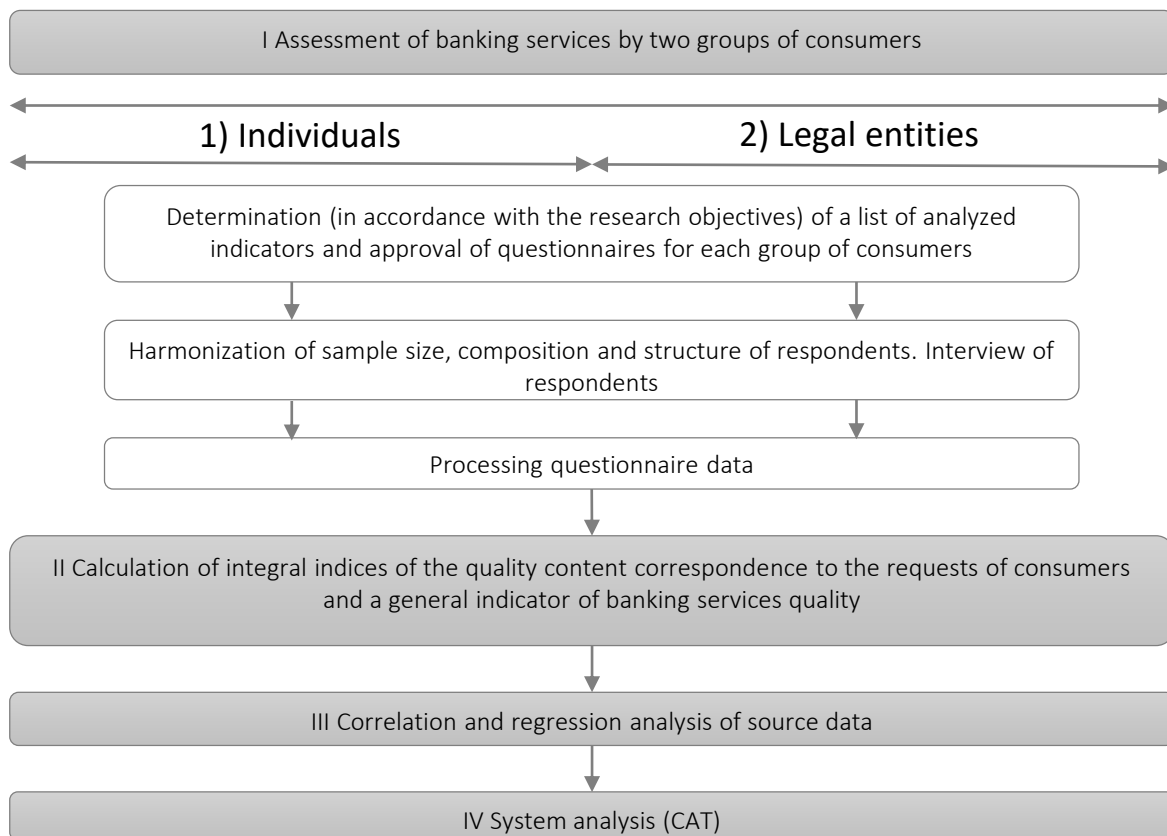 I Assessment of banking services by two groups of consumers
1) Individuals
2) Legal entities
Determination (in accordance with the research objectives) of a list of analyzed
indicators and approval of questionnaires for each group of consumers
Harmonization of sample size, composition and structure of respondents. Interview of
respondents
Processing questionnaire data
II Calculation of integral indices of the quality content correspondence to the requests of consumers
and a general indicator of banking services quality
III Correlation and regression analysis of source data
IV System analysis (CAT)